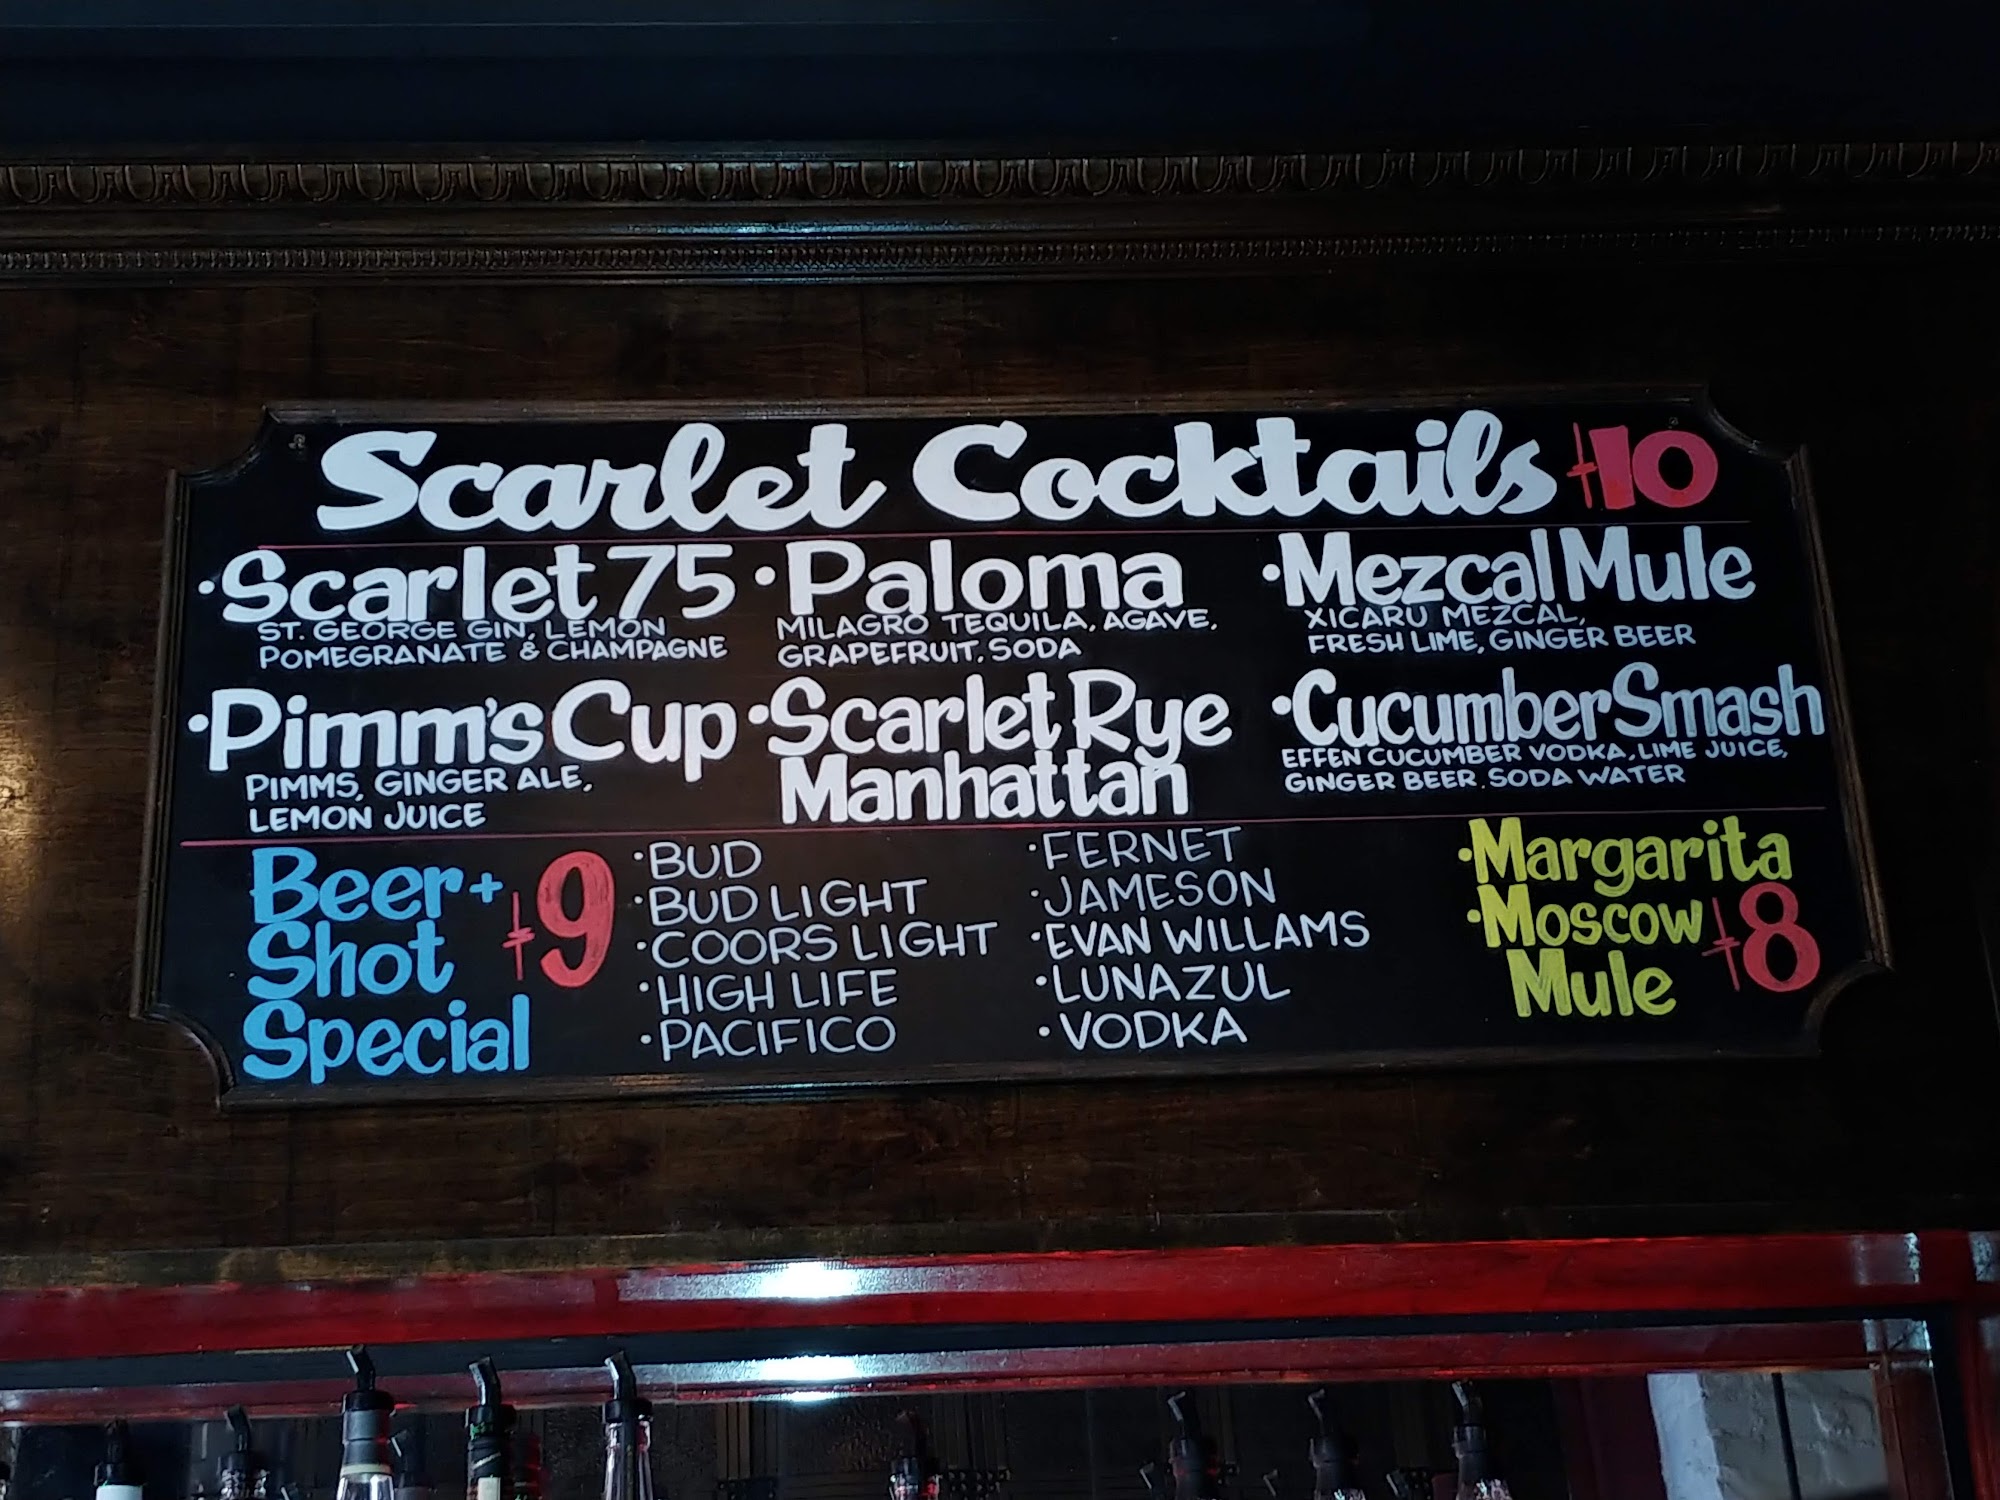 Scarlet Cocktails $10
• Scarlet 75
ST. GEORGE GIN, LEMON
POMEGRANATE & CHAMPAGNE
• Paloma
MILAGRO TEQUILA, AGAVE,
GRAPEFRUIT, SODA
• Mezcal Mule
XICARU MEZCAL,
FRESH LIME, GINGER BEER
• Pimm's Cup
PIMMS, GINGER ALE,
LEMON JUICE
• Scarlet Rye
Manhattan
• Cucumber Smash
EFFEN CUCUMBER VODKA, LIME JUICE,
GINGER BEER, SODA WATER
Beer +
Shot
Special
$9
• BUD
• BUD LIGHT
• COORS LIGHT
• HIGH LIFE
• PACIFICO
• FERNET
• JAMESON
• EVAN WILLAMS
• LUNAZUL
• VODKA
• Margarita
• Moscow
Mule
$8